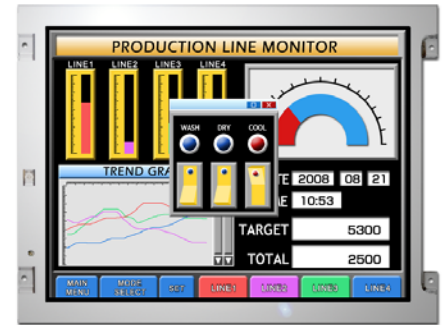 PRODUCTION LINE MONITOR
LINE1 LINE2 LINE3 LINE4
WASH DRY COOL
TREND GRA
TE 2008 08 21
ME 10:53
TARGET 5300
TOTAL 2500
MAIN MENU
MODE SELECT
SET
LINE1
LINE2
LINE3
LINE4